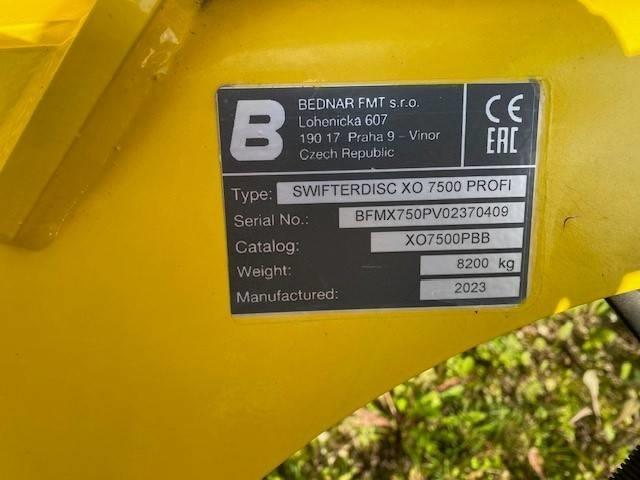 B
BEDNAR FMT s.r.o.
Lohenická 607
190 17 Praha 9 – Vinor
Czech Republic
CE
EAC
Type: SWIFTERDISC XO 7500 PROFI
Serial No.: BFMX750PV02370409
Catalog: XO7500PBB
Weight: 8200 kg
Manufactured: 2023